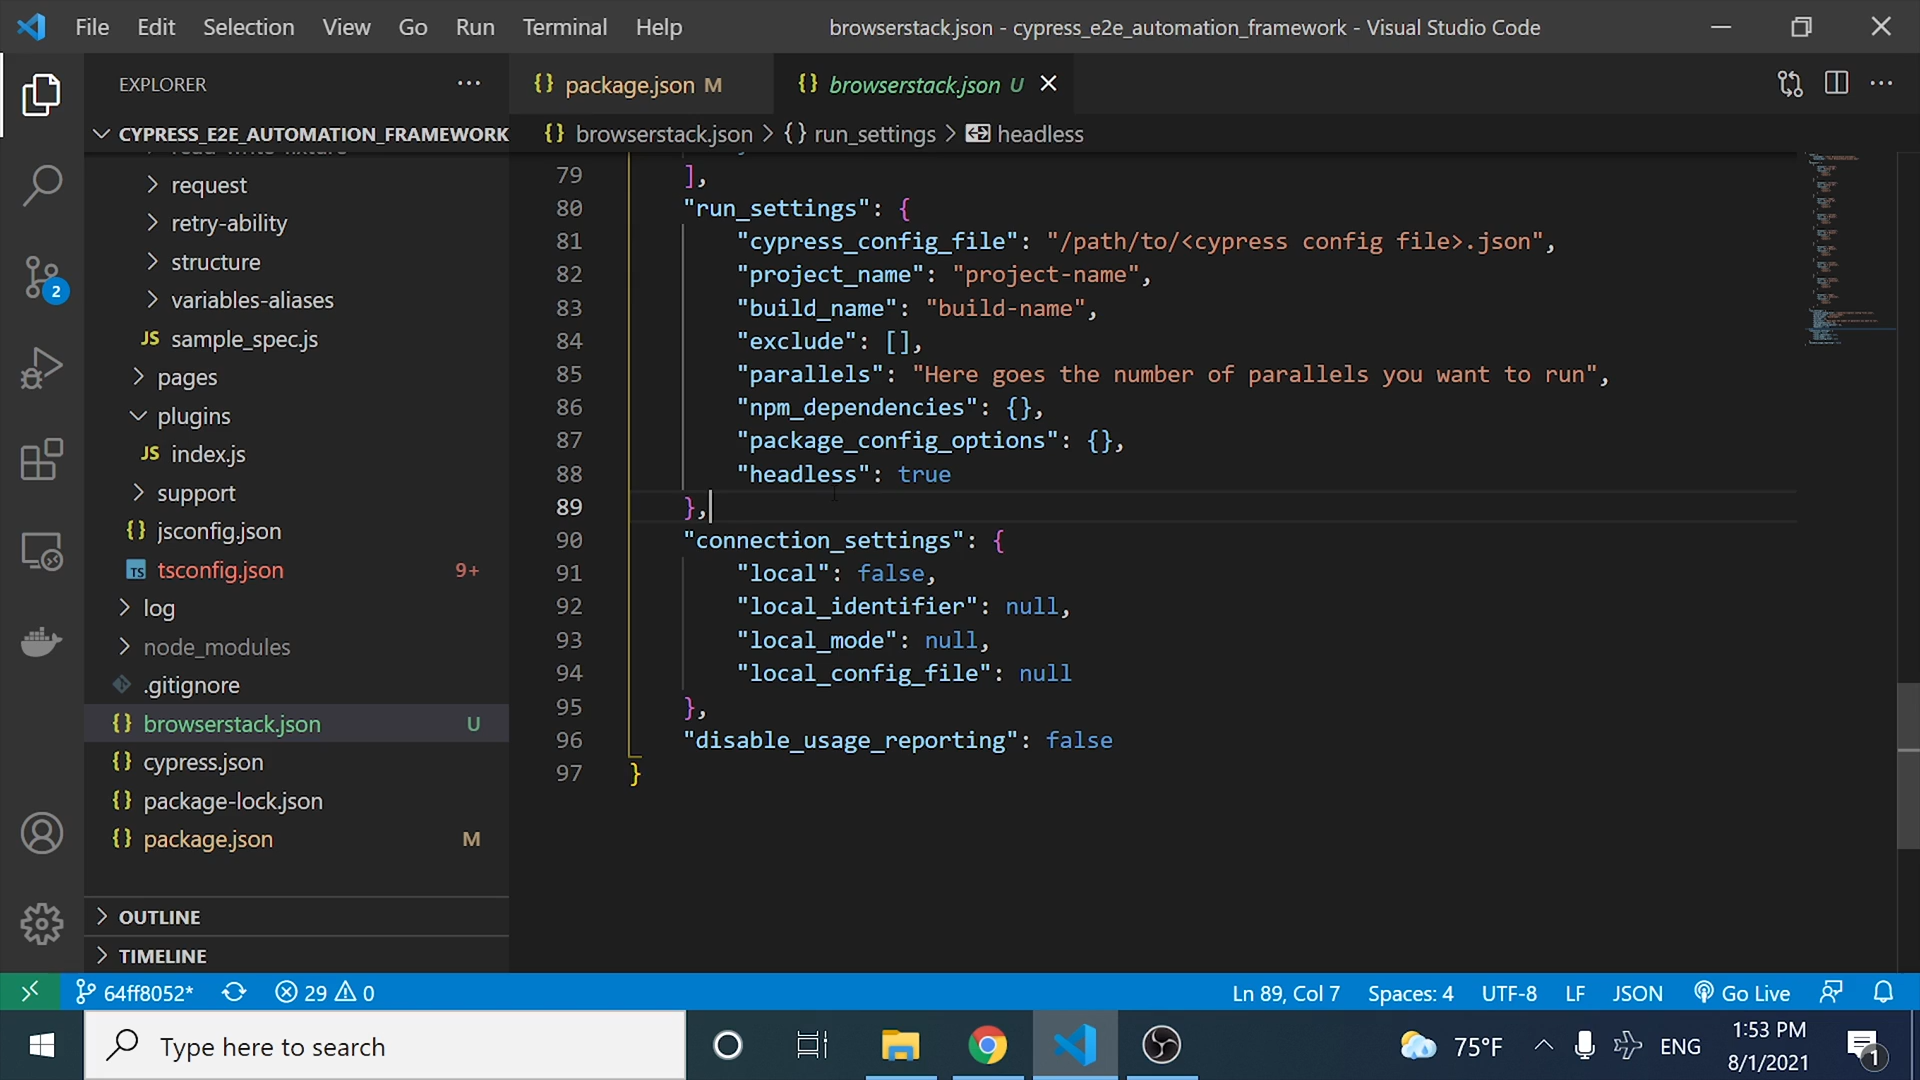 File Edit Selection View Go Run Terminal Help
browserstack.json - cypress_e2e_automation_framework - Visual Studio Code
EXPLORER
CYPRESS_E2E_AUTOMATION_FRAMEWORK
request
retry-ability
structure
variables-aliases
JS sample_spec.js
pages
plugins
JS index.js
support
{} jsconfig.json
TS tsconfig.json 9+
log
node_modules
.gitignore
{} browserstack.json U
{} cypress.json
{} package-lock.json
{} package.json M
OUTLINE
TIMELINE
2
{} package.json M
{} browserstack.json U
{} browserstack.json > {} run_settings > headless
79 ],
80 "run_settings": {
81 "cypress_config_file": "/path/to/<cypress config file>.json",
82 "project_name": "project-name",
83 "build_name": "build-name",
84 "exclude": [],
85 "parallels": "Here goes the number of parallels you want to run",
86 "npm_dependencies": {},
87 "package_config_options": {},
88 "headless": true
89 },
90 "connection_settings": {
91 "local": false,
92 "local_identifier": null,
93 "local_mode": null,
94 "local_config_file": null
95 },
96 "disable_usage_reporting": false
97 }
64ff8052* 29 0
Ln 89, Col 7 Spaces: 4 UTF-8 LF JSON Go Live
Type here to search
75°F ENG
1:53 PM
8/1/2021
1